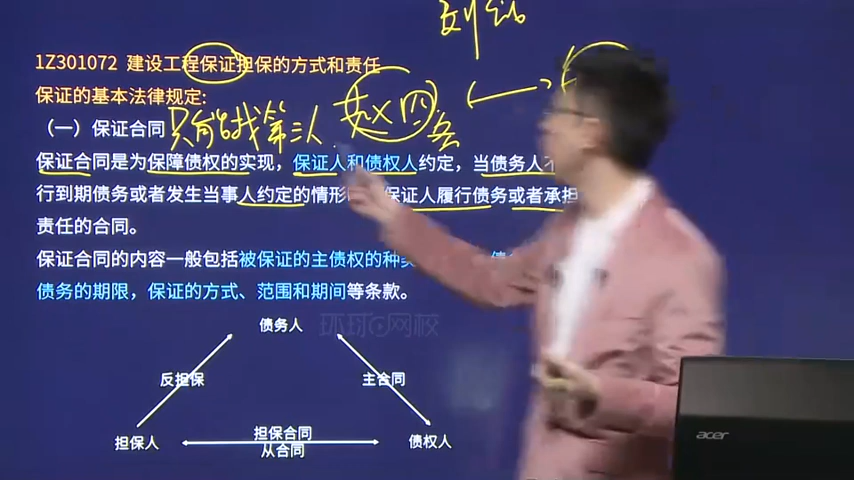 1Z301072 建设工程保证担保的方式和责任
保证的基本法律规定:
（一）保证合同 只能找第三人
保证合同是为保障债权的实现，保证人和债权人约定，当债务人不
行到期债务或者发生当事人约定的情形 保证人履行债务或者承担
责任的合同。
保证合同的内容一般包括被保证的主债权的种类
债务的期限，保证的方式、范围和期间等条款。
环球网校
债务人
反担保
主合同
担保人
担保合同
从合同
债权人
acer